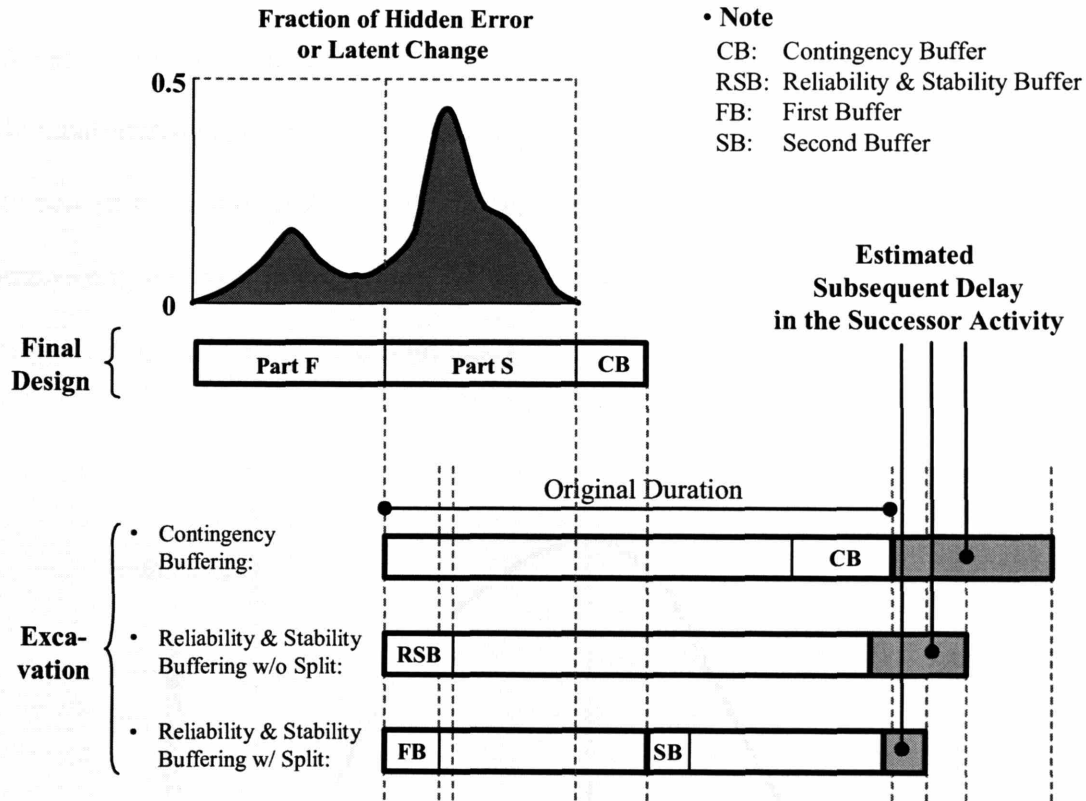 Fraction of Hidden Error
or Latent Change
0.5
0
• Note
CB: Contingency Buffer
RSB: Reliability & Stability Buffer
FB: First Buffer
SB: Second Buffer
Estimated
Subsequent Delay
in the Successor Activity
Final
Design
Part F
Part S
CB
Original Duration
Exca-
vation
• Contingency
Buffering:
CB
• Reliability & Stability
Buffering w/o Split:
RSB
• Reliability & Stability
Buffering w/ Split:
FB
SB